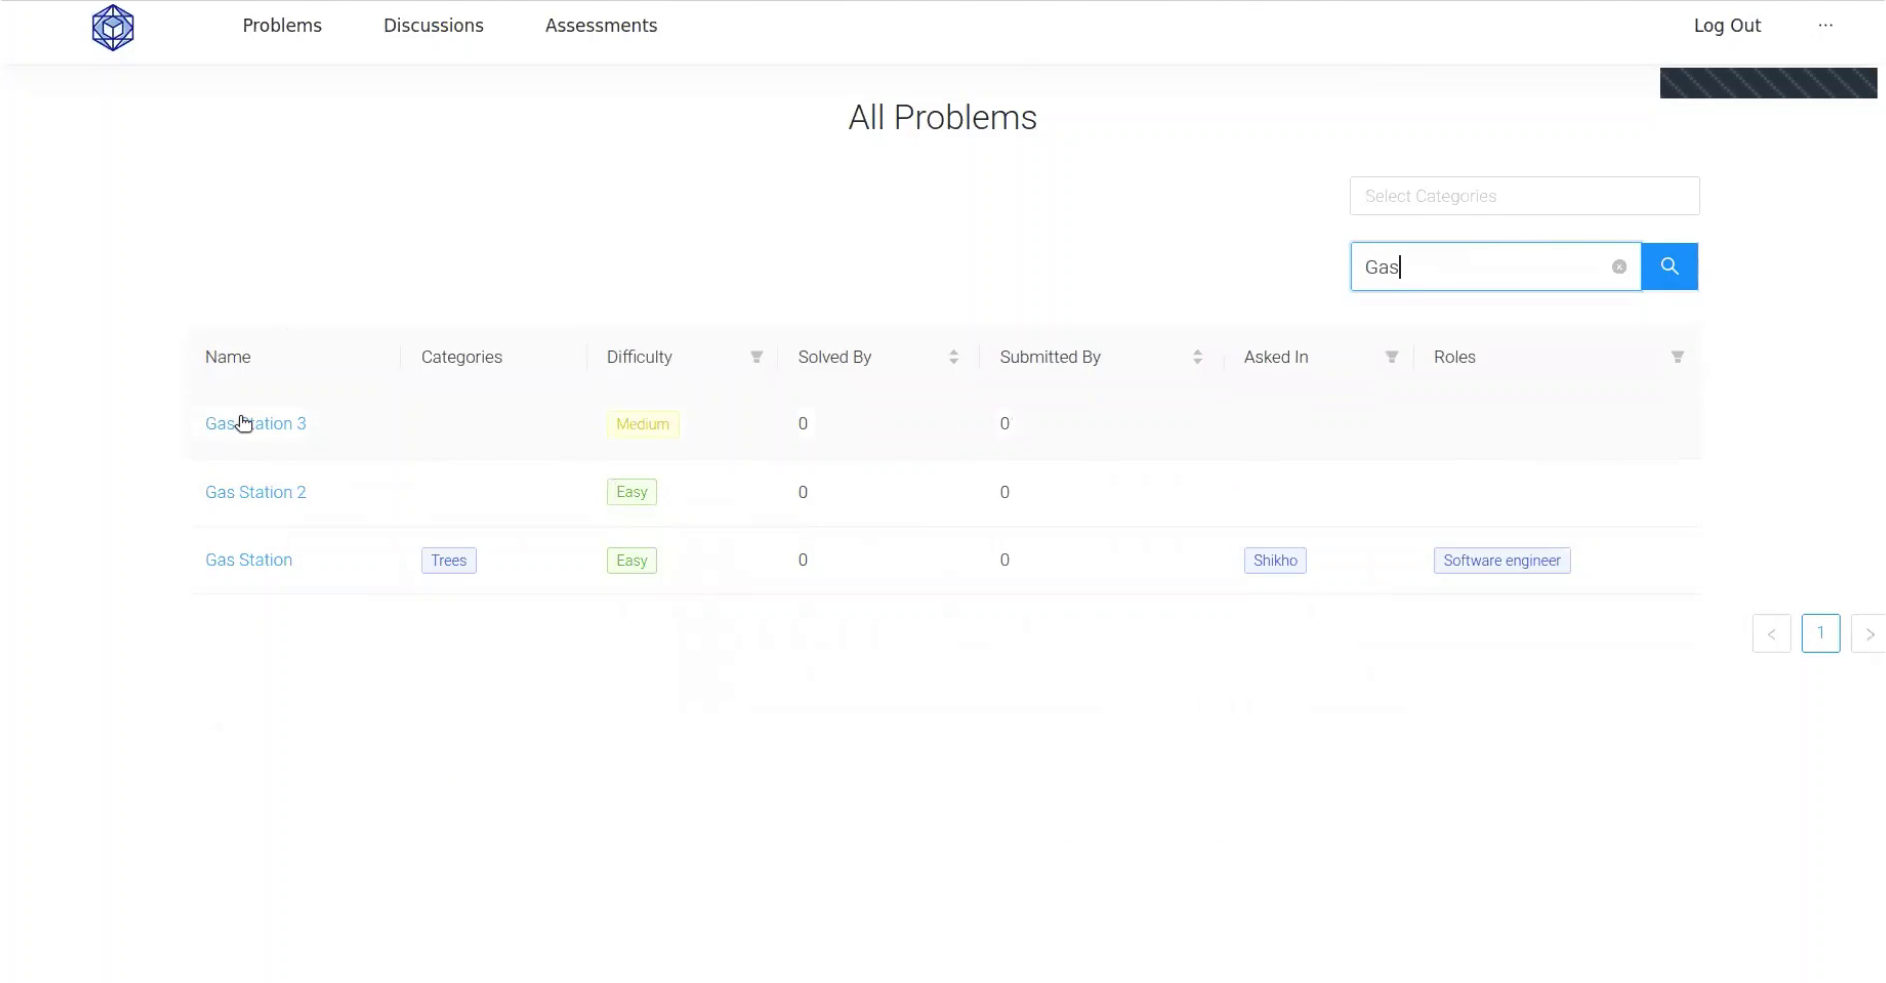 Problems Discussions Assessments Log Out ...
All Problems
Select Categories
Gas
Name Categories Difficulty Solved By Submitted By Asked In Roles
Gas Station 3 Medium 0 0
Gas Station 2 Easy 0 0
Gas Station Trees Easy 0 0 Shikho Software engineer
< 1 >